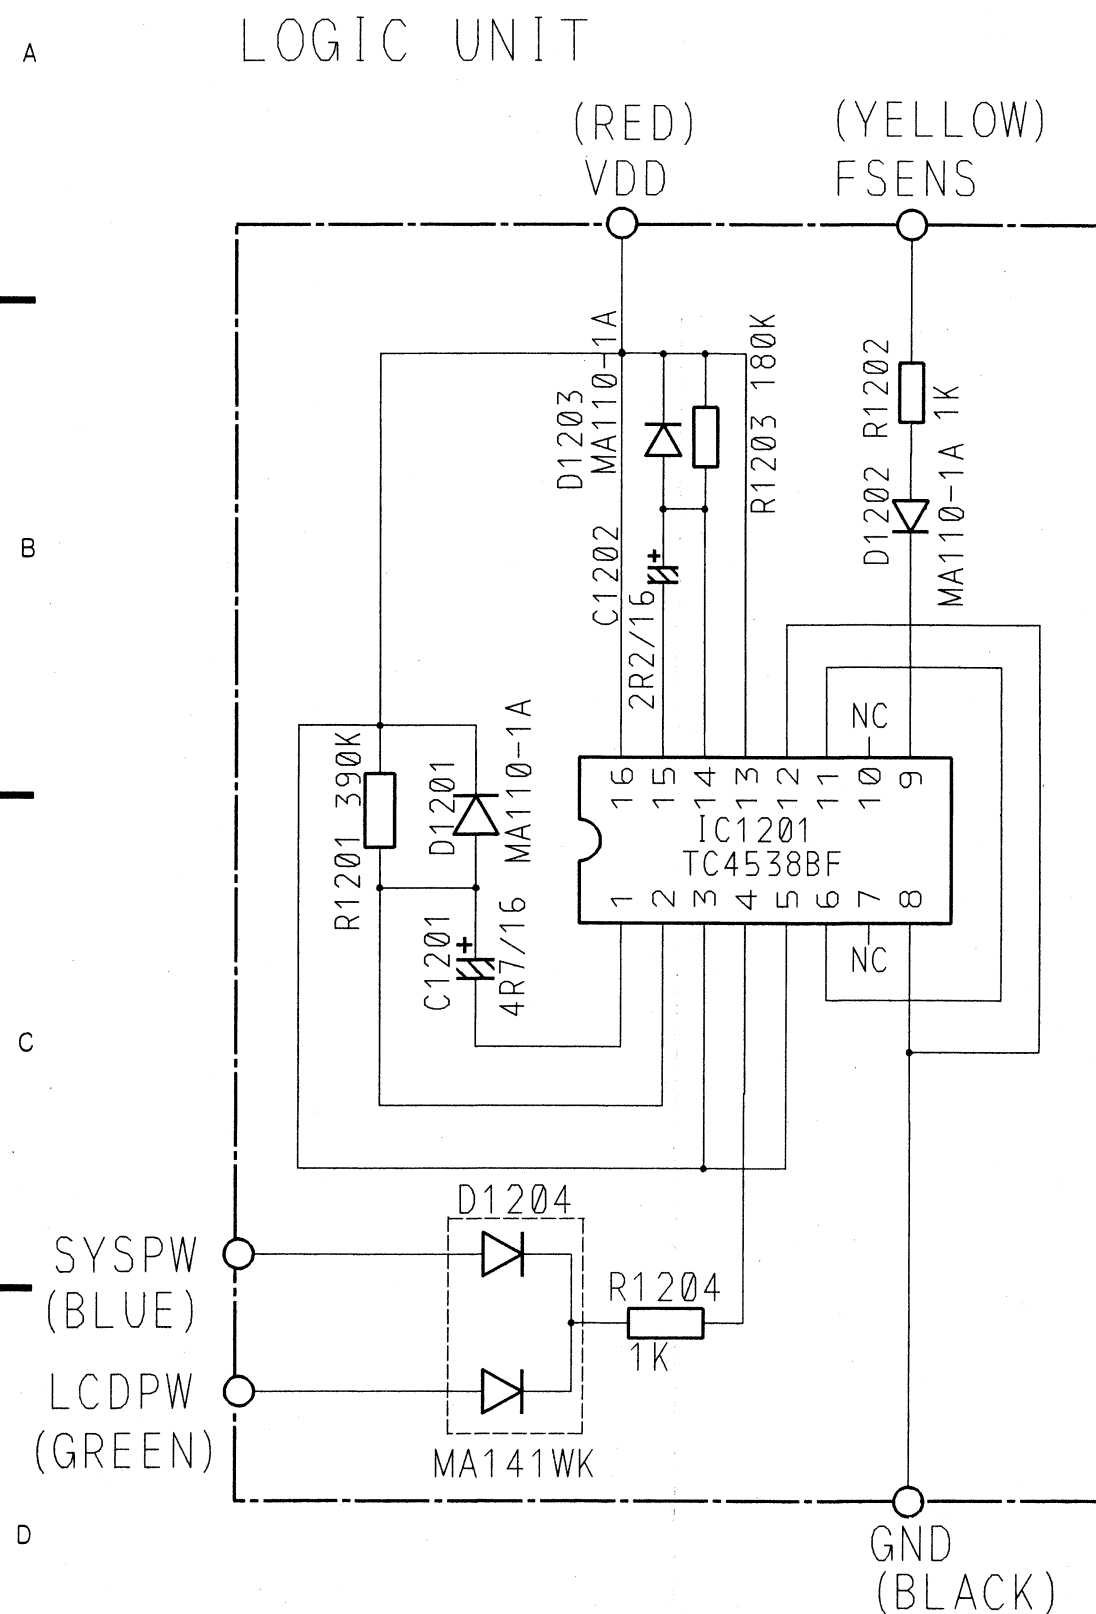 A
LOGIC UNIT
(RED)
VDD
(YELLOW)
FSENS
D1203
MA110-1A
R1203 180K
R1202
1K
D1202
MA110-1A
B
C1202
2R2/16
+
NC
R1201 390K
D1201
MA110-1A
16 15 14 13 12 11 10 9
IC1201
TC4538BF
1 2 3 4 5 6 7 8
NC
C1201
+
4R7/16
C
D1204
SYSPW
(BLUE)
R1204
1K
LCDPW
(GREEN)
MA141WK
D
GND
(BLACK)